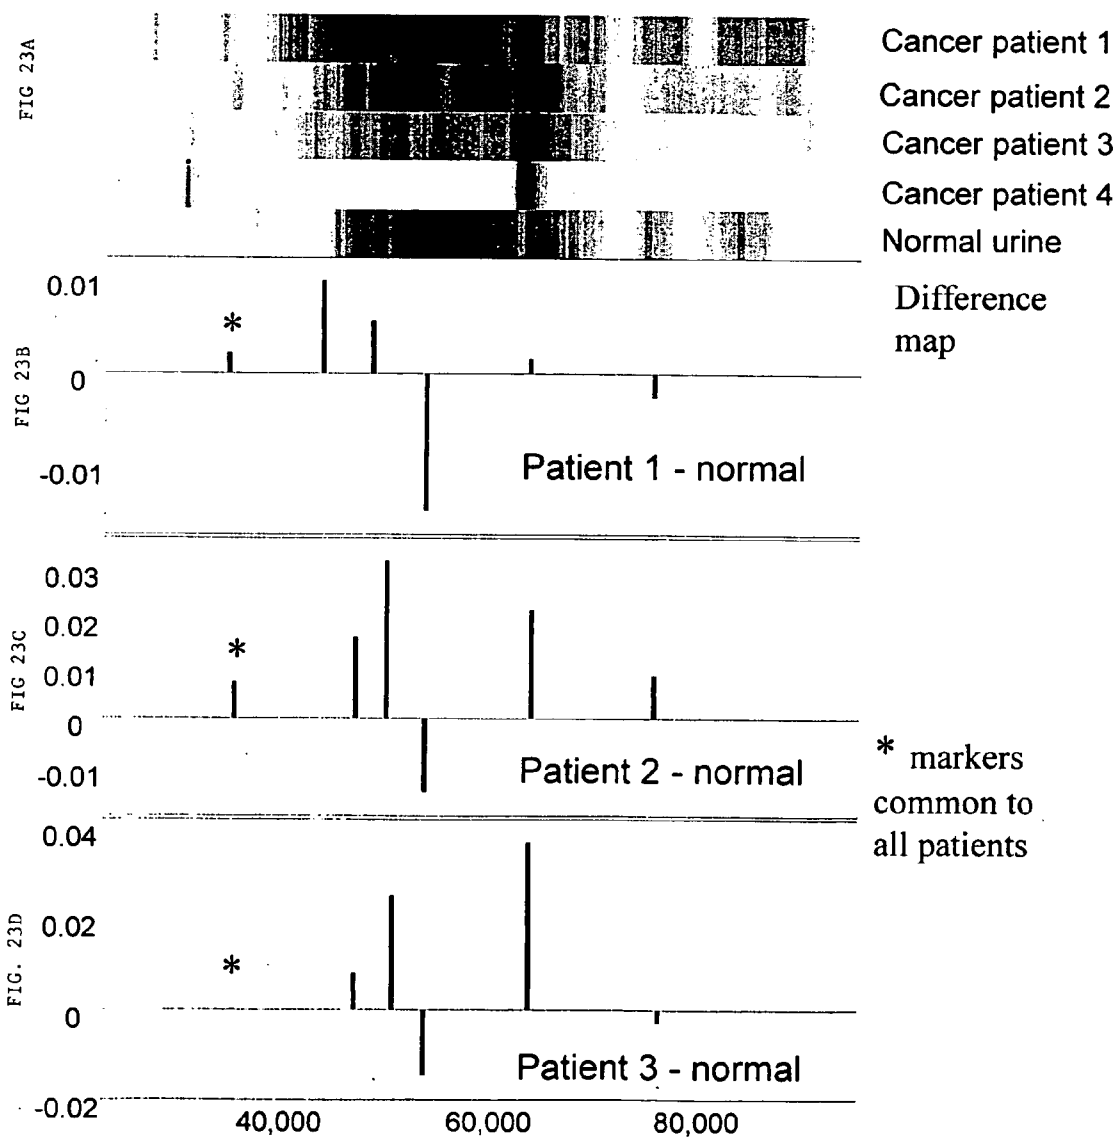 FIG 23A
Cancer patient 1
Cancer patient 2
Cancer patient 3
Cancer patient 4
Normal urine
Difference
map
FIG 23B
0.01
0
-0.01
*
Patient 1 - normal
FIG 23C
0.03
0.02
0.01
0
-0.01
*
Patient 2 - normal
* markers
common to
all patients
FIG. 23D
0.04
0.02
0
-0.02
*
Patient 3 - normal
40,000
60,000
80,000